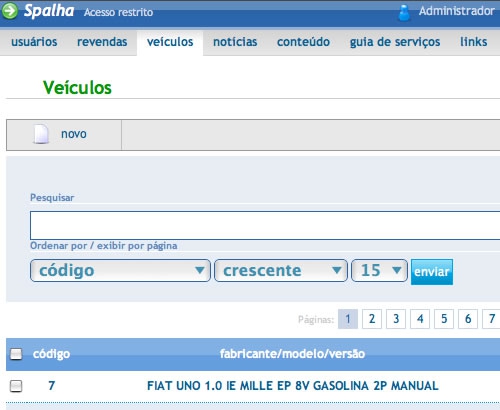 Spalha Acesso restrito Administrador
usuários revendas veículos notícias conteúdo guia de serviços links
Veículos
novo
Pesquisar
Ordenar por / exibir por página
código crescente 15 enviar
Páginas: 1 2 3 4 5 6 7
código fabricante/modelo/versão
7 FIAT UNO 1.0 IE MILLE EP 8V GASOLINA 2P MANUAL